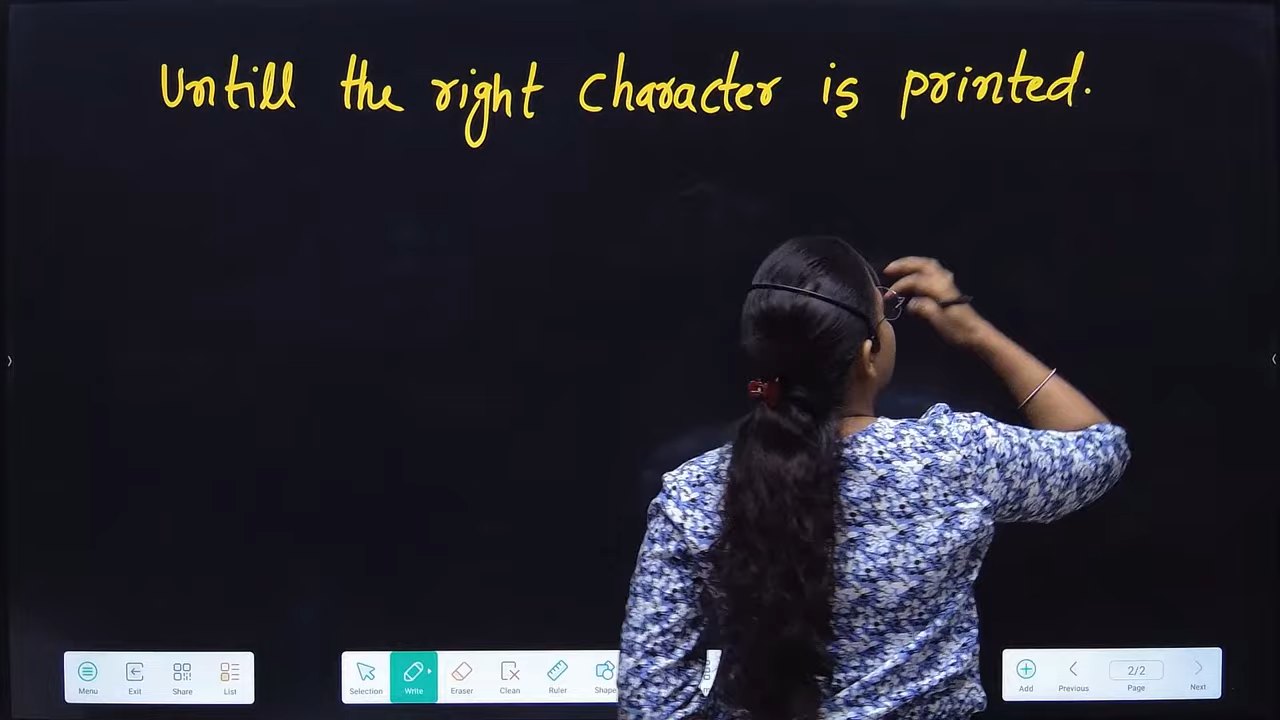 Untill the right character is printed.
Menu
Exit
Share
List
Selection
Write
Eraser
Clean
Ruler
Shape
Add
Previous
2/2
Page
Next